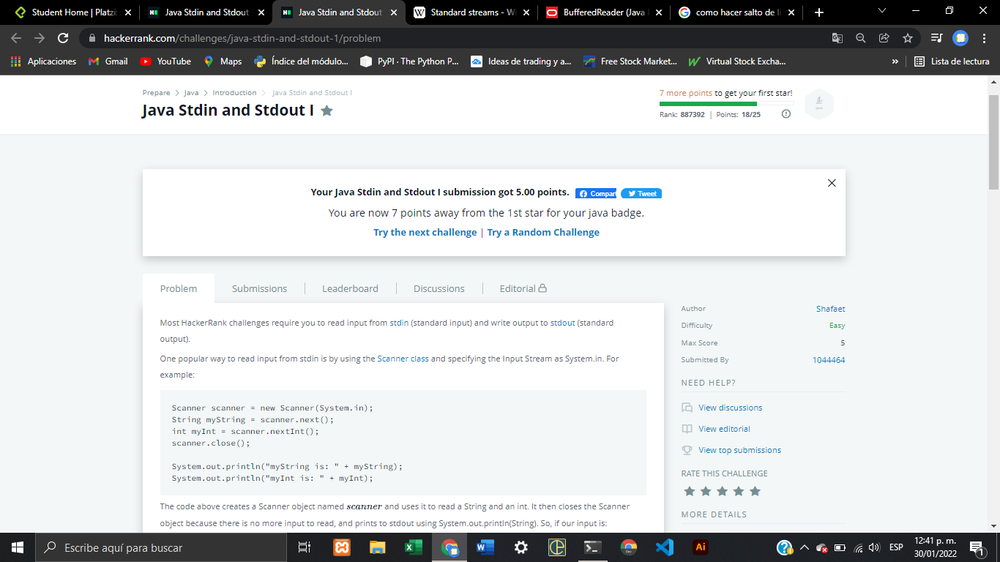 Student Home | Platzi
Java Stdin and Stdout
Java Stdin and Stdout
Standard streams - Wi
BufferedReader (Java
como hacer salto de li
hackerrank.com/challenges/java-stdin-and-stdout-1/problem
Aplicaciones
Gmail
YouTube
Maps
Índice del módulo...
PyPI · The Python P...
Ideas de trading y a...
Free Stock Market...
Virtual Stock Excha...
»
Lista de lectura
Prepare > Java > Introduction > Java Stdin and Stdout I
Java Stdin and Stdout I
7 more points to get your first star!
Rank: 887392 | Points: 18/25
Your Java Stdin and Stdout I submission got 5.00 points.
Compart
Tweet
You are now 7 points away from the 1st star for your java badge.
Try the next challenge | Try a Random Challenge
Problem
Submissions
Leaderboard
Discussions
Editorial
Most HackerRank challenges require you to read input from stdin (standard input) and write output to stdout (standard
output).
One popular way to read input from stdin is by using the Scanner class and specifying the Input Stream as System.in. For
example:
Scanner scanner = new Scanner(System.in);
String myString = scanner.next();
int myInt = scanner.nextInt();
scanner.close();
System.out.println("myString is: " + myString);
System.out.println("myInt is: " + myInt);
The code above creates a Scanner object named scanner and uses it to read a String and an int. It then closes the Scanner
object because there is no more input to read, and prints to stdout using System.out.println(String). So, if our input is:
Author
Shafaet
Difficulty
Easy
Max Score
5
Submitted By
1044464
NEED HELP?
View discussions
View editorial
View top submissions
RATE THIS CHALLENGE
MORE DETAILS
Escribe aquí para buscar
ESP
12:41 p. m.
30/01/2022
1